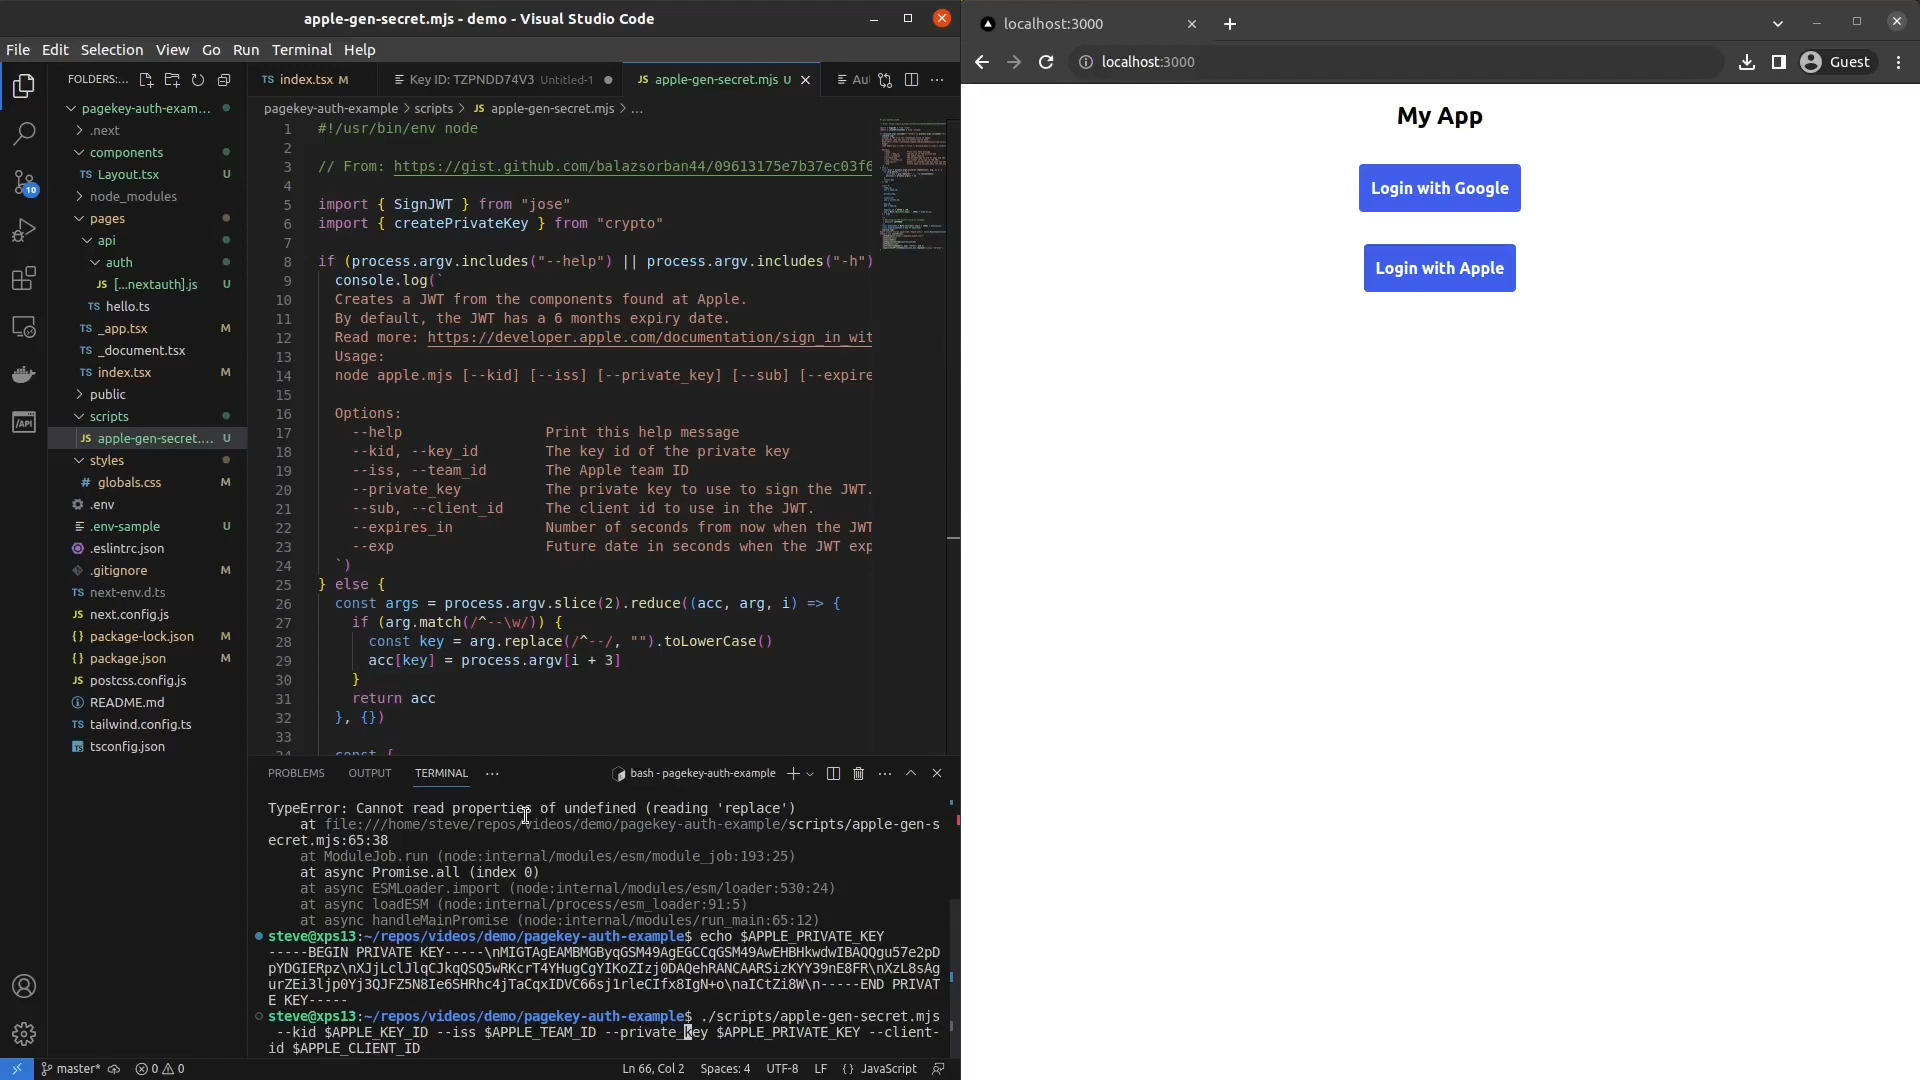 apple-gen-secret.mjs - demo - Visual Studio Code
File Edit Selection View Go Run Terminal Help
FOLDERS:...
pagekey-auth-exam...
.next
components
Layout.tsx U
node_modules
pages
api
auth
[...nextauth].js U
hello.ts
_app.tsx M
_document.tsx
index.tsx M
public
scripts
apple-gen-secret.... U
styles
globals.css M
.env
.env-sample U
.eslintrc.json
.gitignore M
next-env.d.ts
next.config.js
package-lock.json M
package.json M
postcss.config.js
README.md
tailwind.config.ts
tsconfig.json
10
index.tsx M
Key ID: TZPNDD74V3 Untitled-1
apple-gen-secret.mjs U
Au
pagekey-auth-example > scripts > JS apple-gen-secret.mjs > ...
1 #!/usr/bin/env node
2
3 // From: https://gist.github.com/balazsorban44/09613175e7b37ec03f6
4
5 import { SignJWT } from "jose"
6 import { createPrivateKey } from "crypto"
7
8 if (process.argv.includes("--help") || process.argv.includes("-h")
9 console.log(`
10 Creates a JWT from the components found at Apple.
11 By default, the JWT has a 6 months expiry date.
12 Read more: https://developer.apple.com/documentation/sign_in_wit
13 Usage:
14 node apple.mjs [--kid] [--iss] [--private_key] [--sub] [--expire
15
16 Options:
17 --help Print this help message
18 --kid, --key_id The key id of the private key
19 --iss, --team_id The Apple team ID
20 --private_key The private key to use to sign the JWT.
21 --sub, --client_id The client id to use in the JWT.
22 --expires_in Number of seconds from now when the JWT
23 --exp Future date in seconds when the JWT exp
24 `)
25 } else {
26 const args = process.argv.slice(2).reduce((acc, arg, i) => {
27 if (arg.match(/^--\w/)) {
28 const key = arg.replace(/^--/, "").toLowerCase()
29 acc[key] = process.argv[i + 3]
30 }
31 return acc
32 }, {})
33
34 const {
PROBLEMS OUTPUT TERMINAL ... bash - pagekey-auth-example
TypeError: Cannot read properties of undefined (reading 'replace')
at file:///home/steve/repos/videos/demo/pagekey-auth-example/scripts/apple-gen-s
ecret.mjs:65:38
at ModuleJob.run (node:internal/modules/esm/module_job:193:25)
at async Promise.all (index 0)
at async ESMLoader.import (node:internal/modules/esm/loader:530:24)
at async loadESM (node:internal/process/esm_loader:91:5)
at async handleMainPromise (node:internal/modules/run_main:65:12)
steve@xps13:~/repos/videos/demo/pagekey-auth-example$ echo $APPLE_PRIVATE_KEY
-----BEGIN PRIVATE KEY-----\nMIGTAgEAMBMGByqGSM49AgEGCCqGSM49AwEHBHkwdwIBAQQgu57e2pD
pYDGIERpz\nXJjLclJlqCJkqQSQ5wRKcrT4YHugCgYIKoZIzj0DAQehRANCAARSizKYY39nE8FR\nXzL8sAg
urZEi3ljp0Yj3QJFZ5N8Ie6SHRhc4jTaCqxIDVC66sj1rleCIfx8IgN+o\naICtZi8W\n-----END PRIVAT
E KEY-----
steve@xps13:~/repos/videos/demo/pagekey-auth-example$ ./scripts/apple-gen-secret.mjs
--kid $APPLE_KEY_ID --iss $APPLE_TEAM_ID --private_key $APPLE_PRIVATE_KEY --client-
id $APPLE_CLIENT_ID
master* 0 0 Ln 66, Col 2 Spaces: 4 UTF-8 LF {} JavaScript
localhost:3000
localhost:3000 Guest
My App
Login with Google
Login with Apple